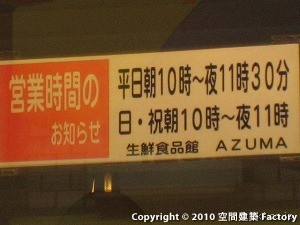 営業時間の
お知らせ
平日朝10時～夜11時30分
日・祝朝10時～夜11時
生鮮食品館 AZUMA
Copyright © 2010 空間建築 Factory